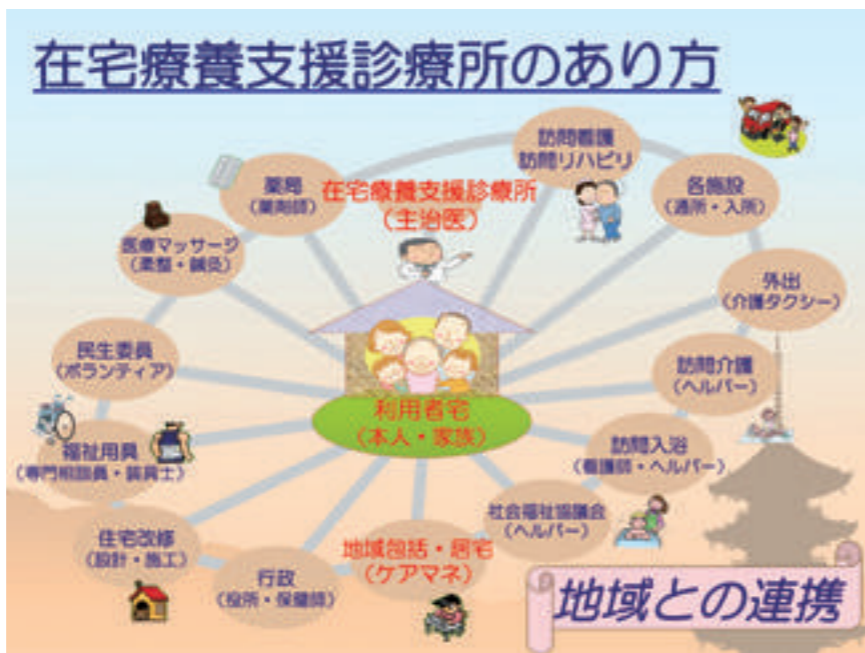 在宅療養支援診療所のあり方
訪問看護
訪問リハビリ
薬局
(薬剤師)
在宅療養支援診療所
(主治医)
各施設
(通所・入所)
医療マッサージ
(柔整・鍼灸)
外出
(介護タクシー)
民生委員
(ボランティア)
訪問介護
(ヘルパー)
利用者宅
(本人・家族)
福祉用具
(専門相談員・装具士)
訪問入浴
(看護師・ヘルパー)
社会福祉協議会
(ヘルパー)
住宅改修
(設計・施工)
地域包括・居宅
(ケアマネ)
行政
(役所・保健師)
地域との連携